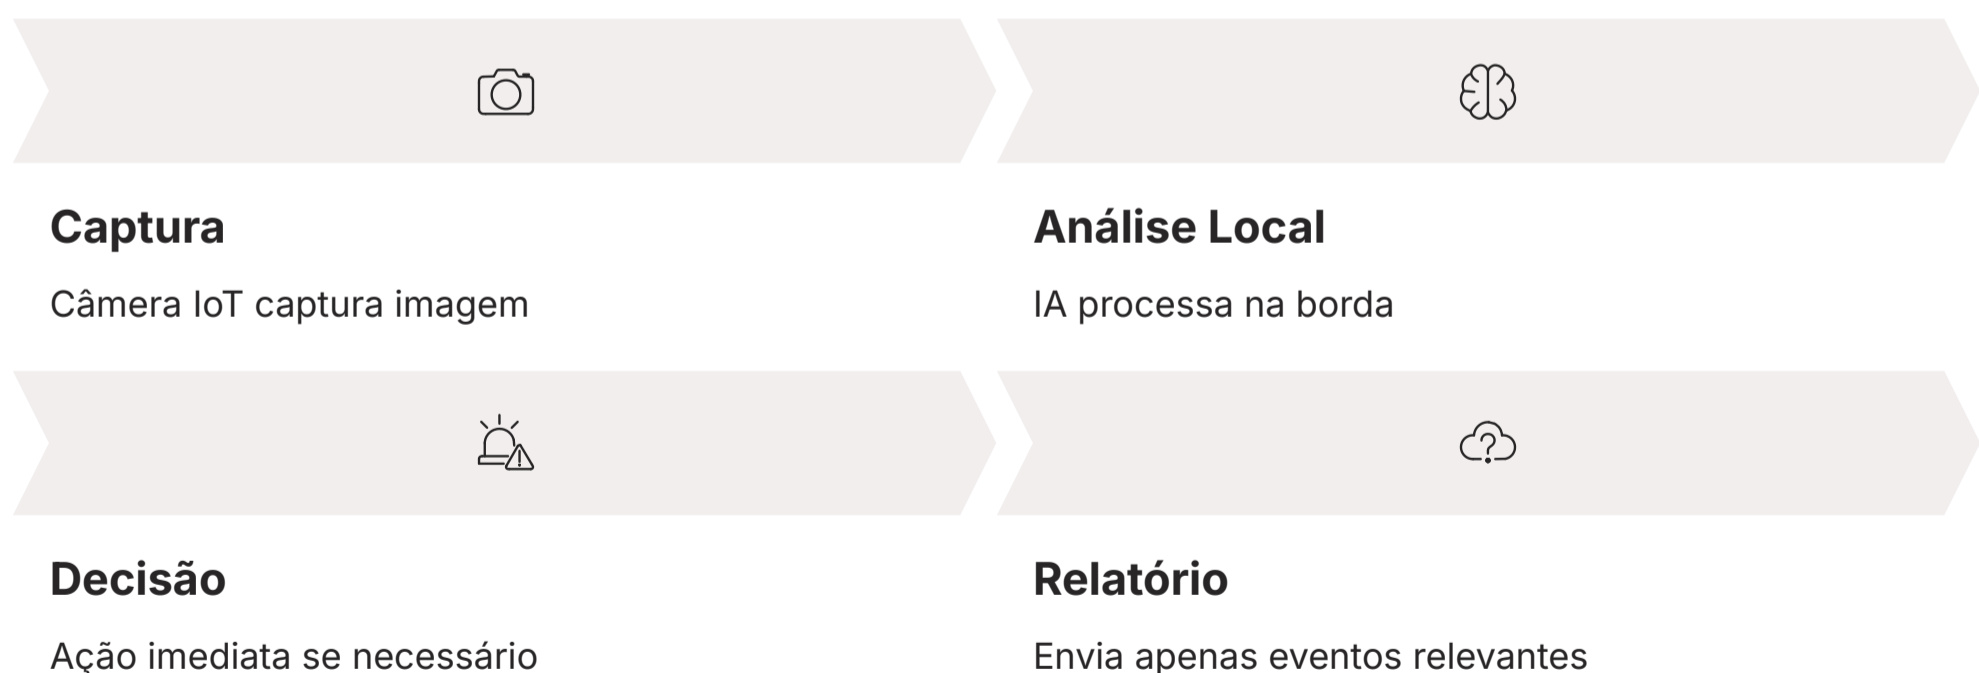 Captura
Câmera IoT captura imagem
Análise Local
IA processa na borda
Decisão
Ação imediata se necessário
Relatório
Envia apenas eventos relevantes